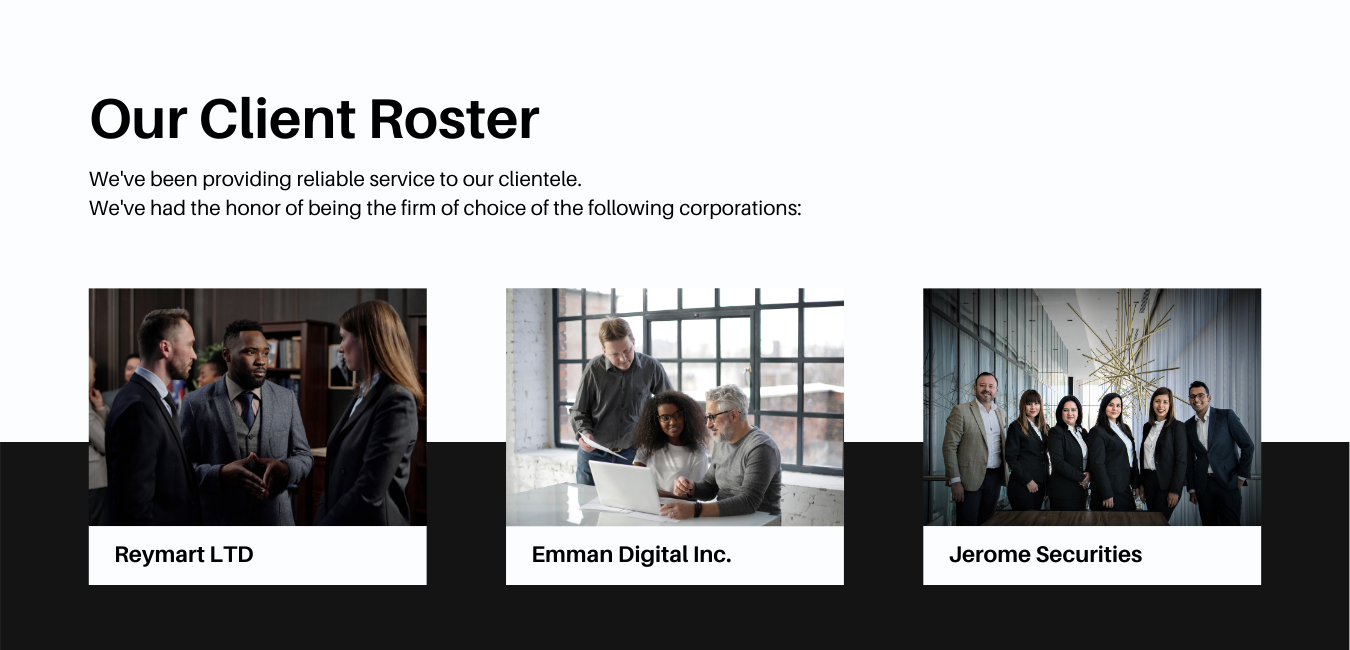 Our Client Roster
We've been providing reliable service to our clientele.
We've had the honor of being the firm of choice of the following corporations:
Reymart LTD
Emman Digital Inc.
Jerome Securities